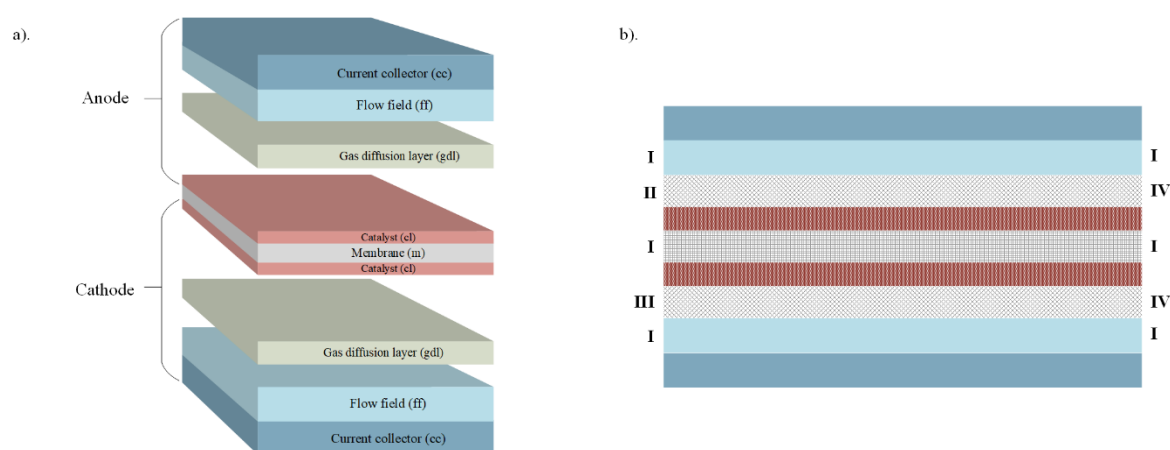 a).
Anode
Cathode
Current collector (cc)
Flow field (ff)
Gas diffusion layer (gdl)
Catalyst (cl)
Membrane (m)
Catalyst (cl)
Gas diffusion layer (gdl)
Flow field (ff)
Current collector (cc)
b).
I I
II IV
I I
III IV
I I